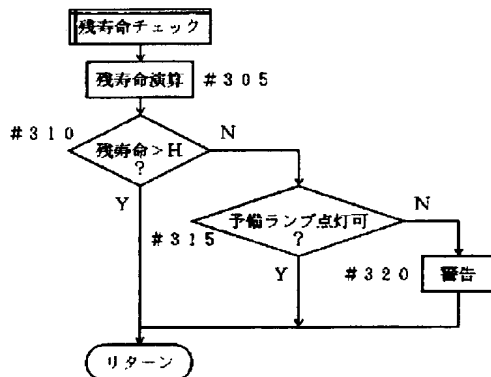 残寿命チェック
残寿命演算 #305
#310
残寿命>H
?
N
Y
予備ランプ点灯可
?
#315
N
Y
#320
警告
リターン